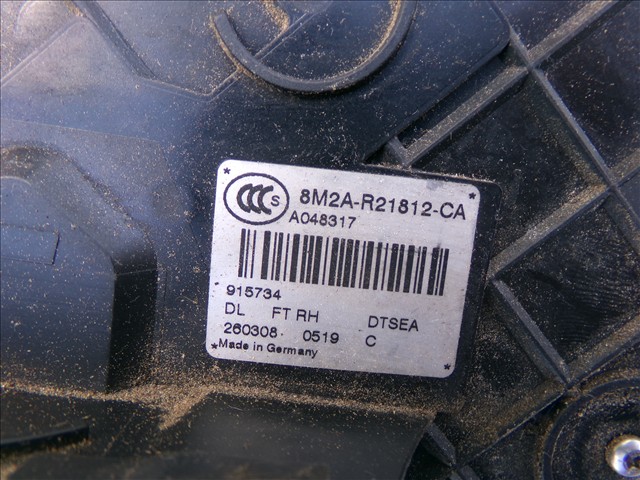 CCC S 8M2A-R21812-CA
A048317
915734
DL FT RH DTSEA
260308 0519 C
*Made in Germany *